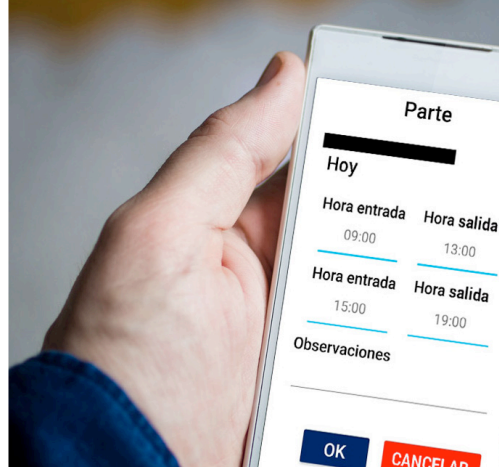 Parte
Hoy
Hora entrada Hora salida
09:00 13:00
Hora entrada Hora salida
15:00 19:00
Observaciones
OK CANCELAR